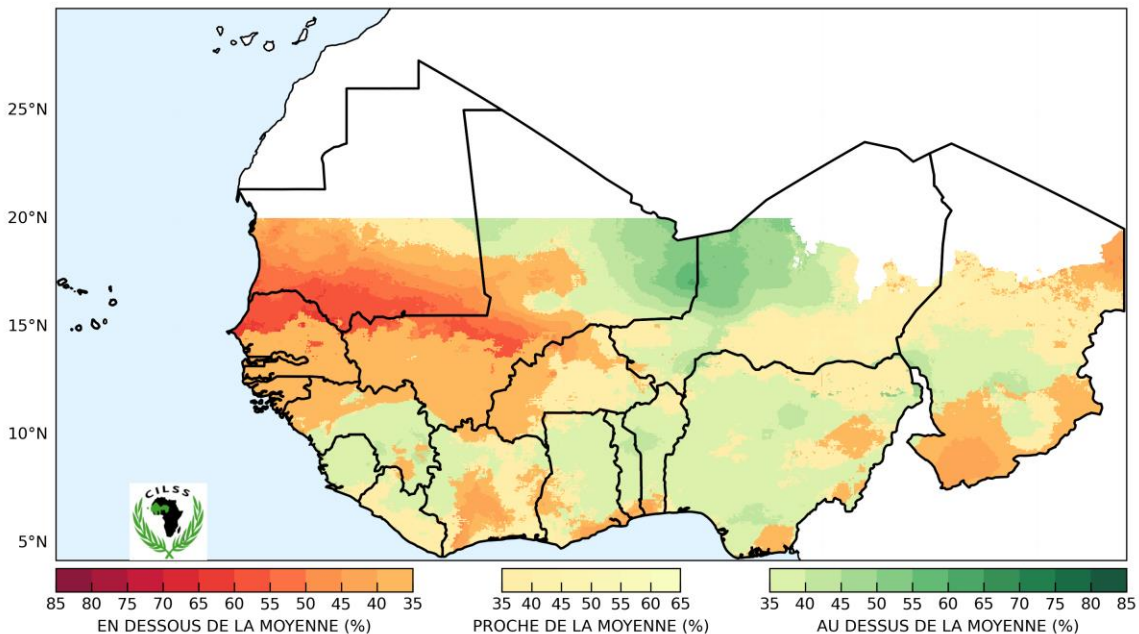 25°N
20°N
15°N
10°N
5°N
CILSS
85 80 75 70 65 60 55 50 45 40 35
35 40 45 50 55 60 65
35 40 45 50 55 60 65 70 75 80 85
EN DESSOUS DE LA MOYENNE (%)
PROCHE DE LA MOYENNE (%)
AU DESSUS DE LA MOYENNE (%)